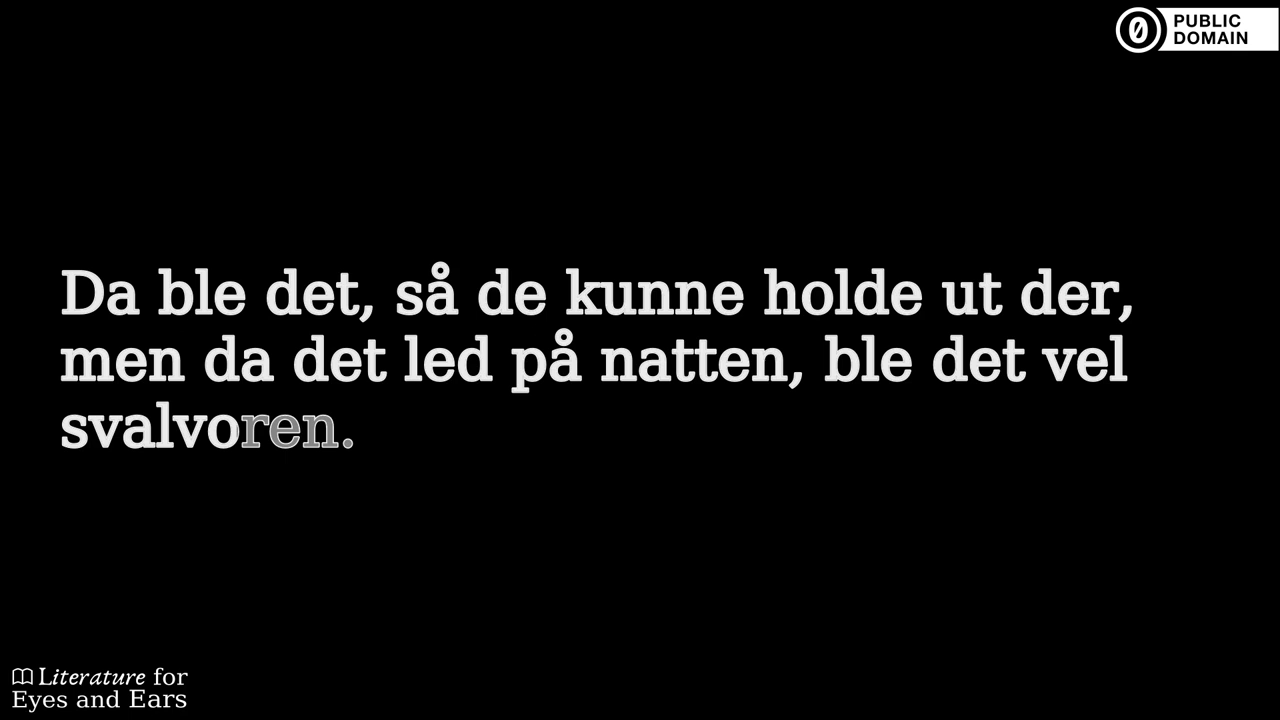 PUBLIC
DOMAIN
Da ble det, så de kunne holde ut der,
men da det led på natten, ble det vel
svalvoren.
Literature for
Eyes and Ears